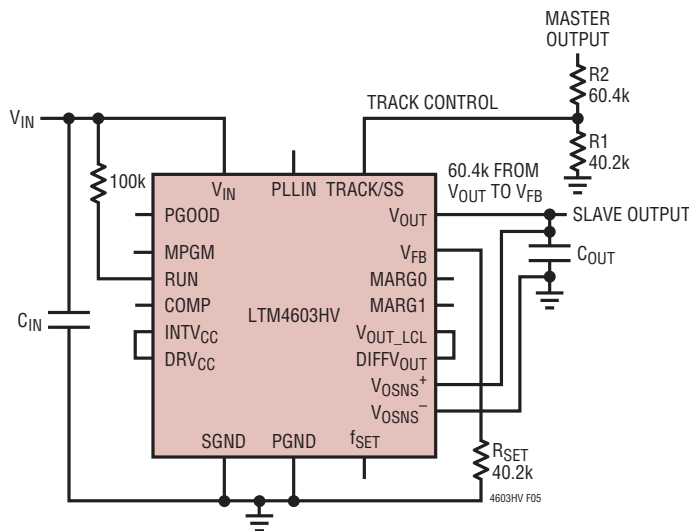 MASTER
OUTPUT
R2
60.4k
TRACK CONTROL
R1
40.2k
VIN
100k
60.4k FROM
VOUT TO VFB
VIN
PLLIN
TRACK/SS
PGOOD
VOUT
SLAVE OUTPUT
MPGM
VFB
COUT
RUN
MARG0
COMP
MARG1
CIN
LTM4603HV
INTVCC
VOUT_LCL
DRVCC
DIFFVOUT
VOSNS+
VOSNS–
SGND
PGND
fSET
RSET
40.2k
4603HV F05